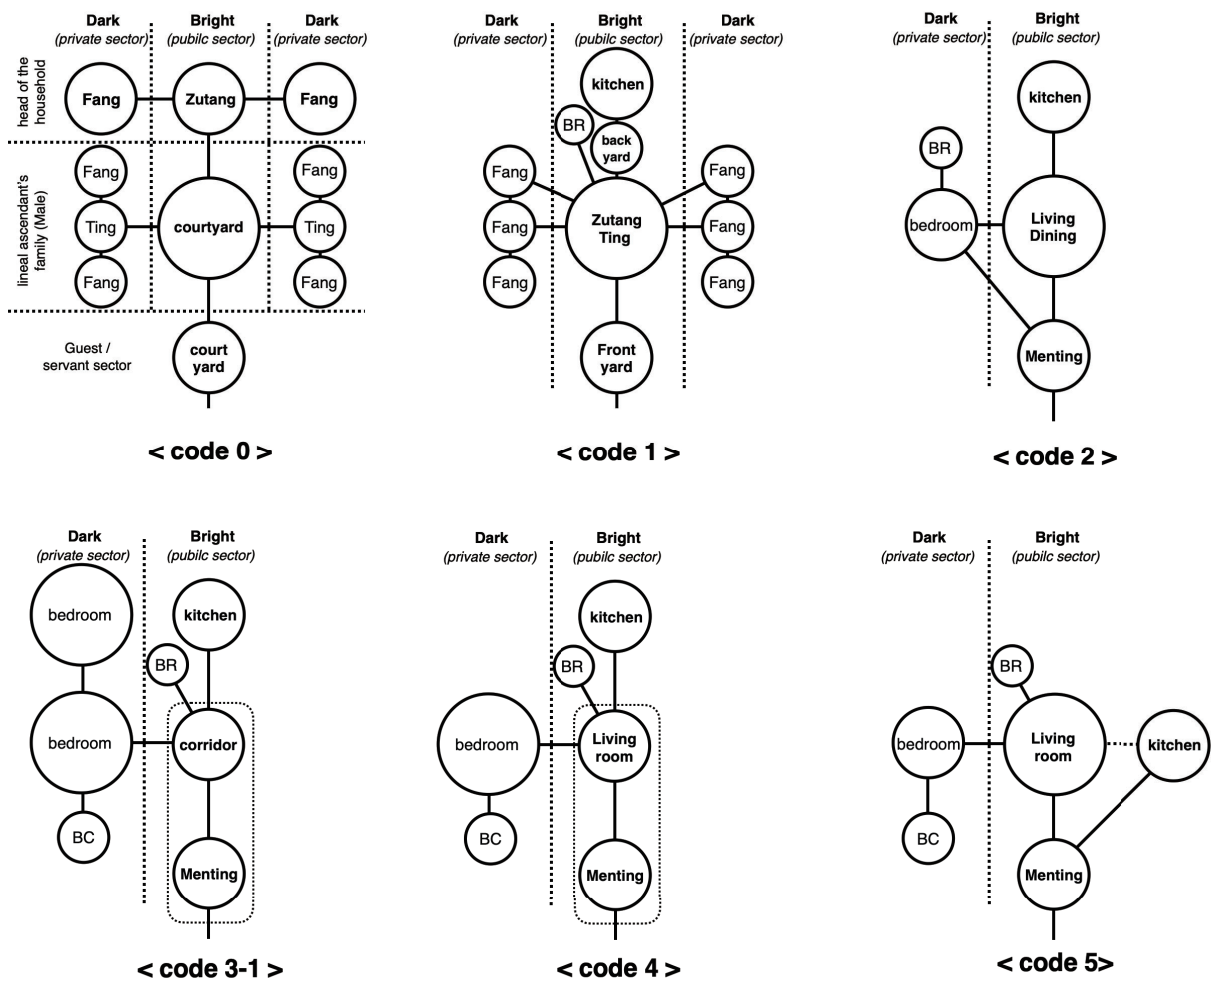 Dark
(private sector)
Bright
(pubilc sector)
Dark
(private sector)
head of the
household
Fang
Zutang
Fang
lineal ascendant's
family (Male)
Fang
Ting
Fang
courtyard
Fang
Ting
Fang
Guest /
servant sector
court
yard
< code 0 >
Dark
(private sector)
Bright
(pubilc sector)
Dark
(private sector)
kitchen
BR
back
yard
Fang
Fang
Fang
Zutang
Ting
Fang
Fang
Fang
Front
yard
< code 1 >
Dark
(private sector)
Bright
(pubilc sector)
kitchen
BR
bedroom
Living
Dining
Menting
< code 2 >
Dark
(private sector)
Bright
(pubilc sector)
bedroom
kitchen
BR
bedroom
corridor
BC
Menting
< code 3-1 >
Dark
(private sector)
Bright
(pubilc sector)
kitchen
BR
bedroom
Living
room
BC
Menting
< code 4 >
Dark
(private sector)
Bright
(pubilc sector)
BR
bedroom
Living
room
kitchen
BC
Menting
< code 5>